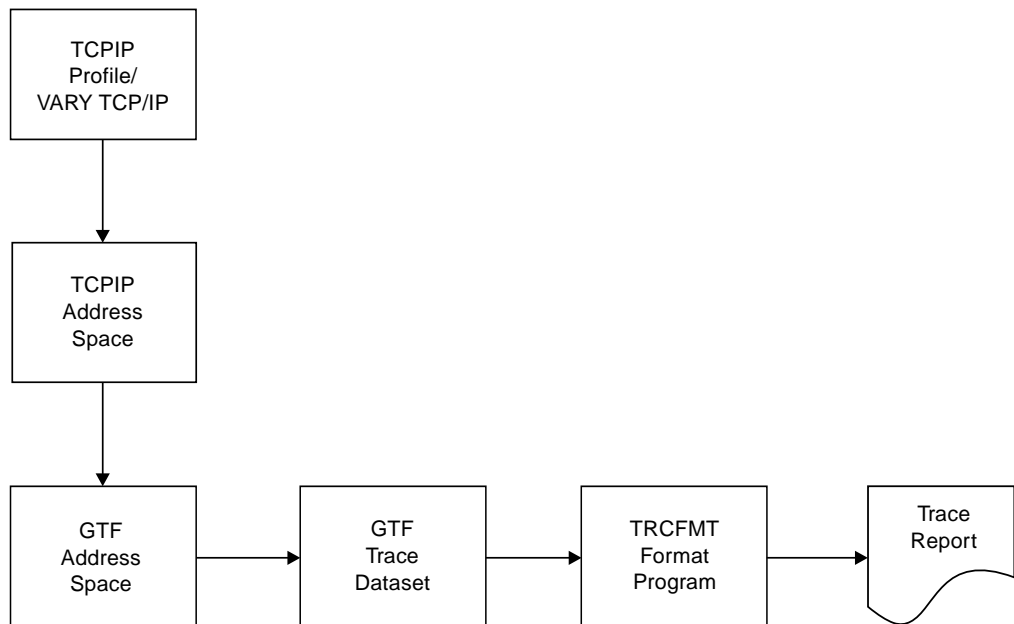 TCPIP
Profile/
VARY TCP/IP
TCPIP
Address
Space
GTF
Address
Space
GTF
Trace
Dataset
TRCFMT
Format
Program
Trace
Report